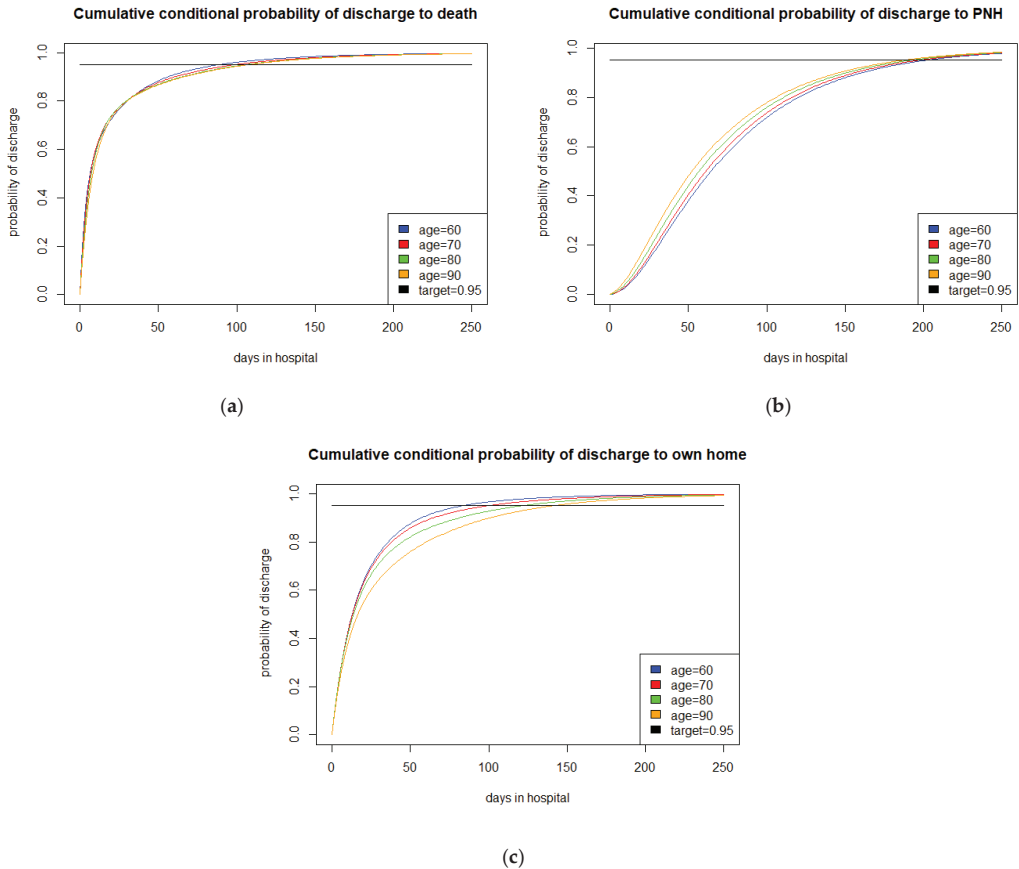 Cumulative conditional probability of discharge to death
probability of discharge
1.0
0.8
0.6
0.4
0.2
0.0
age=60
age=70
age=80
age=90
target=0.95
0 50 100 150 200 250
days in hospital
(a)
Cumulative conditional probability of discharge to PNH
probability of discharge
1.0
0.8
0.6
0.4
0.2
0.0
age=60
age=70
age=80
age=90
target=0.95
0 50 100 150 200 250
days in hospital
(b)
Cumulative conditional probability of discharge to own home
probability of discharge
1.0
0.8
0.6
0.4
0.2
0.0
age=60
age=70
age=80
age=90
target=0.95
0 50 100 150 200 250
days in hospital
(c)